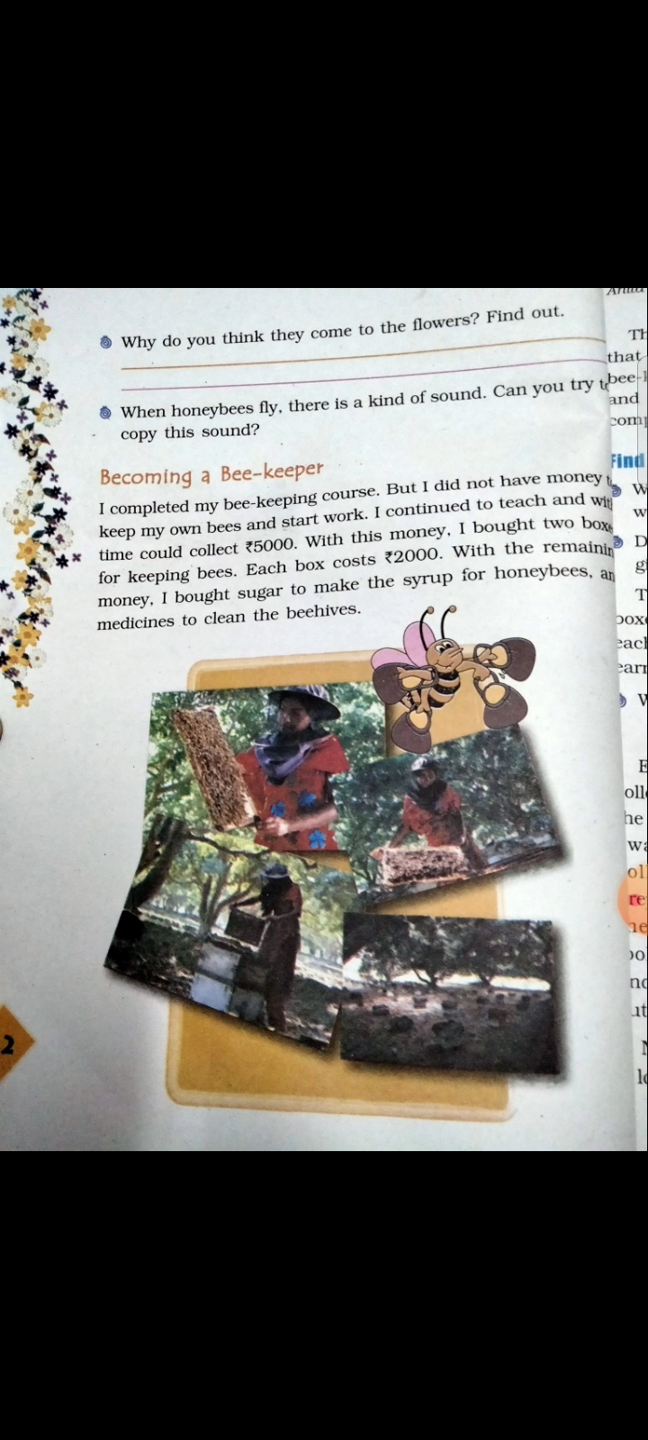 Why do you think they come to the flowers? Find out.
When honeybees fly, there is a kind of sound. Can you try
copy this sound?
Becoming a Bee-keeper
I completed my bee-keeping course. But I did not have money
keep my own bees and start work. I continued to teach and
time could collect ₹5000. With this money, I bought two
for keeping bees. Each box costs ₹2000. With the
money, I bought sugar to make the syrup for honeybees,
medicines to clean the beehives.
2
that
and
Find